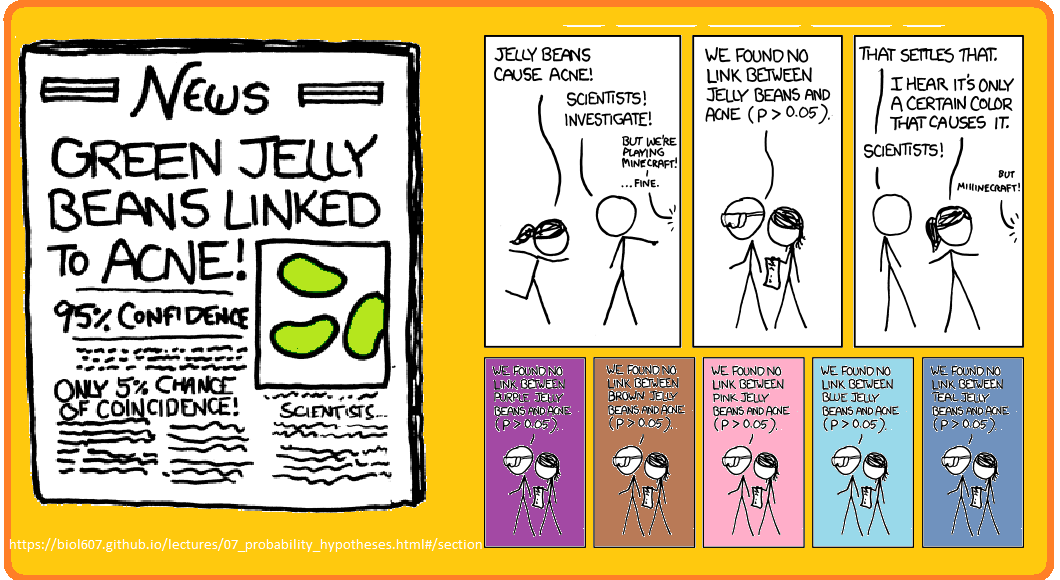 NEWS
GREEN JELLY
BEANS LINKED
TO ACNE!
95% CONFIDENCE
ONLY 5% CHANCE
OF COINCIDENCE!
SCIENTISTS...
https://biol607.github.io/lectures/07_probability_hypotheses.html#/section
JELLY BEANS
CAUSE ACNE!
SCIENTISTS!
INVESTIGATE!
BUT WE'RE
PLAYING
MINECRAFT!
...FINE.
WE FOUND NO
LINK BETWEEN
JELLY BEANS AND
ACNE (P > 0.05).
THAT SETTLES THAT.
I HEAR IT'S ONLY
A CERTAIN COLOR
THAT CAUSES IT.
SCIENTISTS!
BUT
MIIIINECRAFT!
WE FOUND NO
LINK BETWEEN
PURPLE JELLY
BEANS AND ACNE
(P > 0.05).
WE FOUND NO
LINK BETWEEN
BROWN JELLY
BEANS AND ACNE
(P > 0.05).
WE FOUND NO
LINK BETWEEN
PINK JELLY
BEANS AND ACNE
(P > 0.05).
WE FOUND NO
LINK BETWEEN
BLUE JELLY
BEANS AND ACNE
(P > 0.05).
WE FOUND NO
LINK BETWEEN
TEAL JELLY
BEANS AND ACNE
(P > 0.05).